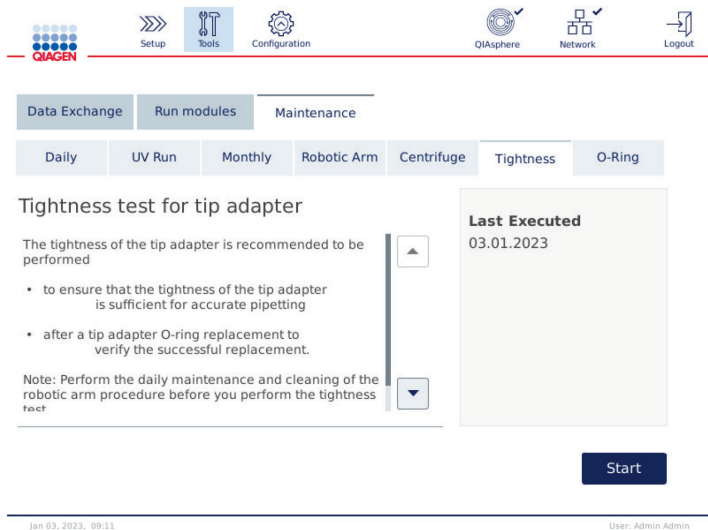 QIAGEN
Setup
Tools
Configuration
QIAsphere
Network
Logout
Data Exchange
Run modules
Maintenance
Daily
UV Run
Monthly
Robotic Arm
Centrifuge
Tightness
O-Ring
Tightness test for tip adapter
The tightness of the tip adapter is recommended to be
performed
• to ensure that the tightness of the tip adapter
is sufficient for accurate pipetting
• after a tip adapter O-ring replacement to
verify the successful replacement.
Note: Perform the daily maintenance and cleaning of the
robotic arm procedure before you perform the tightness
test
Last Executed
03.01.2023
Start
Jan 03, 2023, 09:11
User: Admin Admin